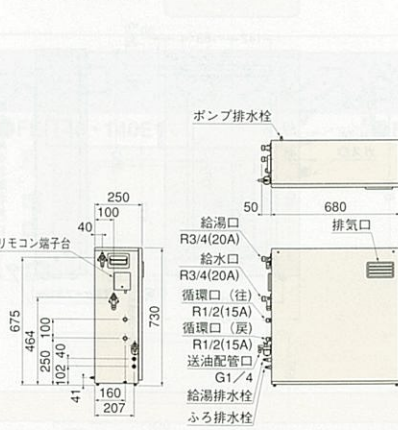 ポンプ排水栓
250
100
40
リモコン端子台
675
464
250
100
102
40
41
160
207
730
50
680
給湯口
R3/4(20A)
排気口
給水口
R3/4(20A)
循環口（往）
R1/2(15A)
循環口（戻）
R1/2(15A)
送油配管口
G1／4
給湯排水栓
ふろ排水栓